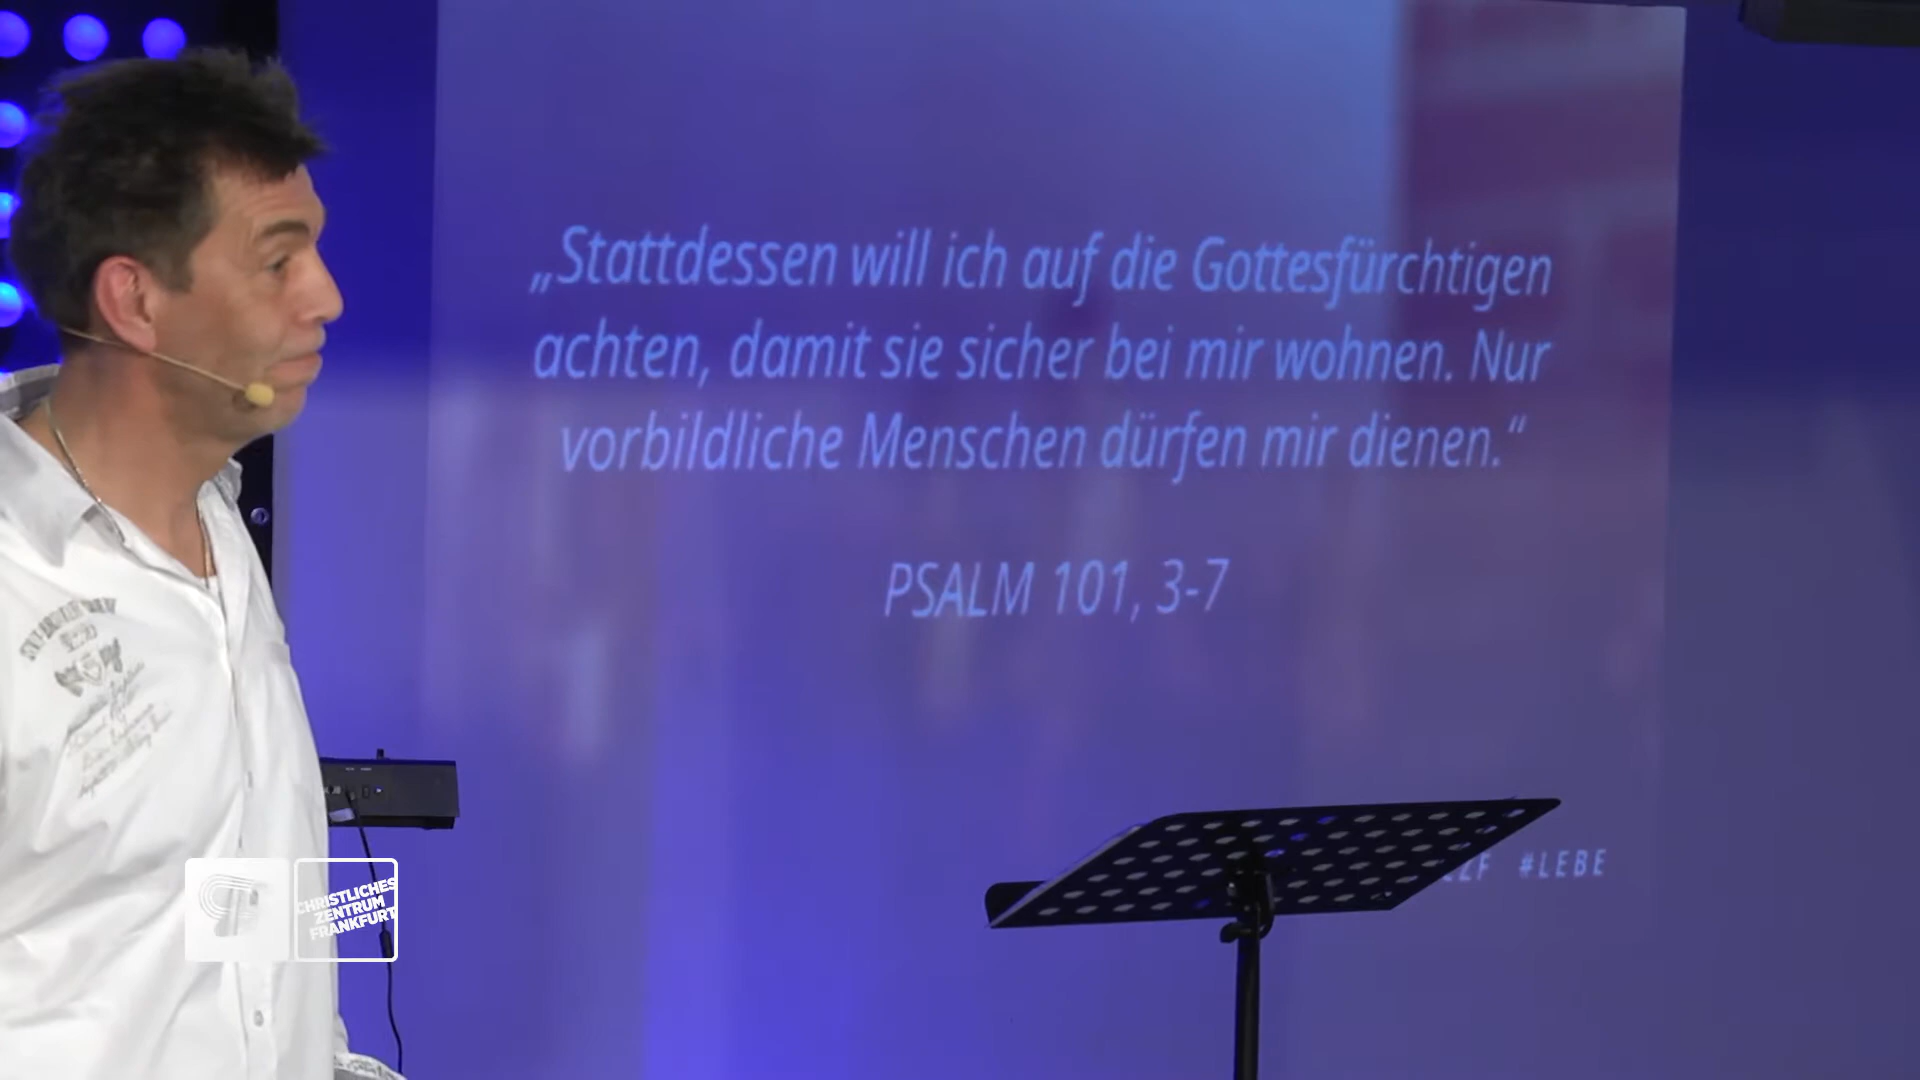 „Stattdessen will ich auf die Gottesfürchtigen
achten, damit sie sicher bei mir wohnen. Nur
vorbildliche Menschen dürfen mir dienen.“
PSALM 101, 3-7
#LEBE
CHRISTLICHES
ZENTRUM
FRANKFURT